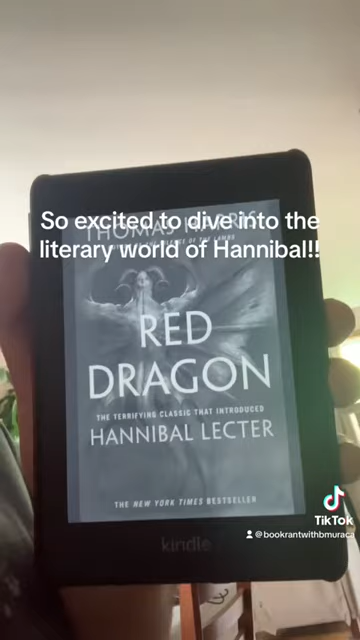 So excited to dive into the
literary world of Hannibal!!
THOMAS HARRIS
RED
DRAGON
THE TERRIFYING CLASSIC THAT INTRODUCED
HANNIBAL LECTER
THE NEW YORK TIMES BESTSELLER
kindle
TikTok
@bookrantwithbmuraca